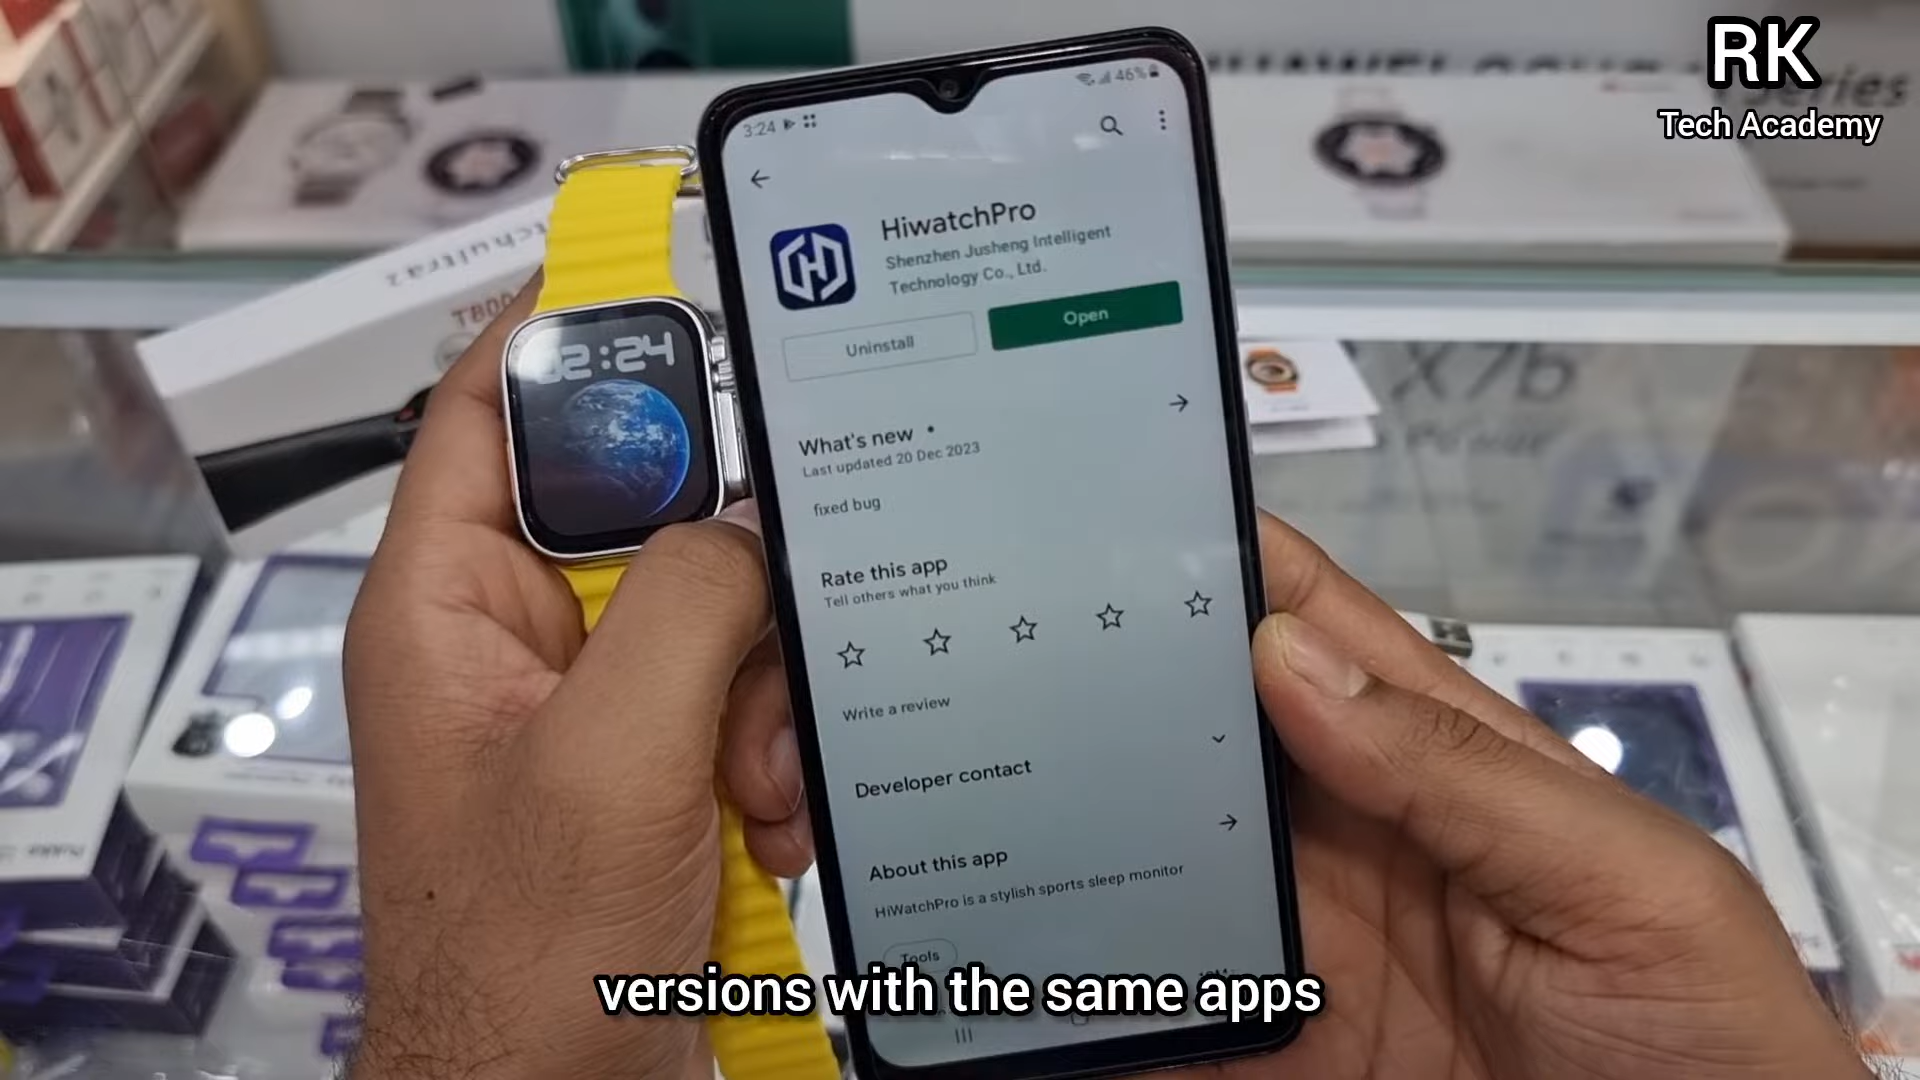 RK
Tech Academy
3:24
46%
HiwatchPro
Shenzhen Jusheng Intelligent
Technology Co., Ltd.
Uninstall
Open
What's new
Last updated 20 Dec 2023
fixed bug
Rate this app
Tell others what you think
Write a review
Developer contact
About this app
HiWatchPro is a stylish sports sleep monitor
Tools
02:24
T800
X7b
Series
versions with the same apps